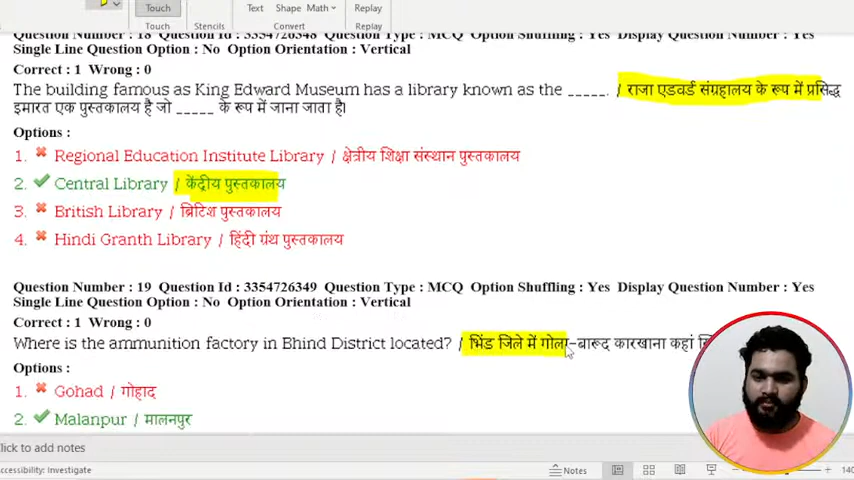 Touch Text Shape Math Replay
Touch Stencils Convert Replay
Question Number : 18 Question Id : 3354726348 Question Type : MCQ Option Shuffling : Yes Display Question Number : Yes
Single Line Question Option : No Option Orientation : Vertical
Correct : 1 Wrong : 0
The building famous as King Edward Museum has a library known as the _____. / राजा एडवर्ड संग्रहालय के रूप में प्रसिद्ध
इमारत एक पुस्तकालय है जो _____ के रूप में जाना जाता है।
Options :
1. Regional Education Institute Library / क्षेत्रीय शिक्षा संस्थान पुस्तकालय
2. Central Library / केंद्रीय पुस्तकालय
3. British Library / ब्रिटिश पुस्तकालय
4. Hindi Granth Library / हिंदी ग्रंथ पुस्तकालय
Question Number : 19 Question Id : 3354726349 Question Type : MCQ Option Shuffling : Yes Display Question Number : Yes
Single Line Question Option : No Option Orientation : Vertical
Correct : 1 Wrong : 0
Where is the ammunition factory in Bhind District located? / भिंड जिले में गोला-बारूद कारखाना कहां
Options :
1. Gohad / गोहाद
2. Malanpur / मालनपुर
lick to add notes
ccessibility: Investigate Notes 140